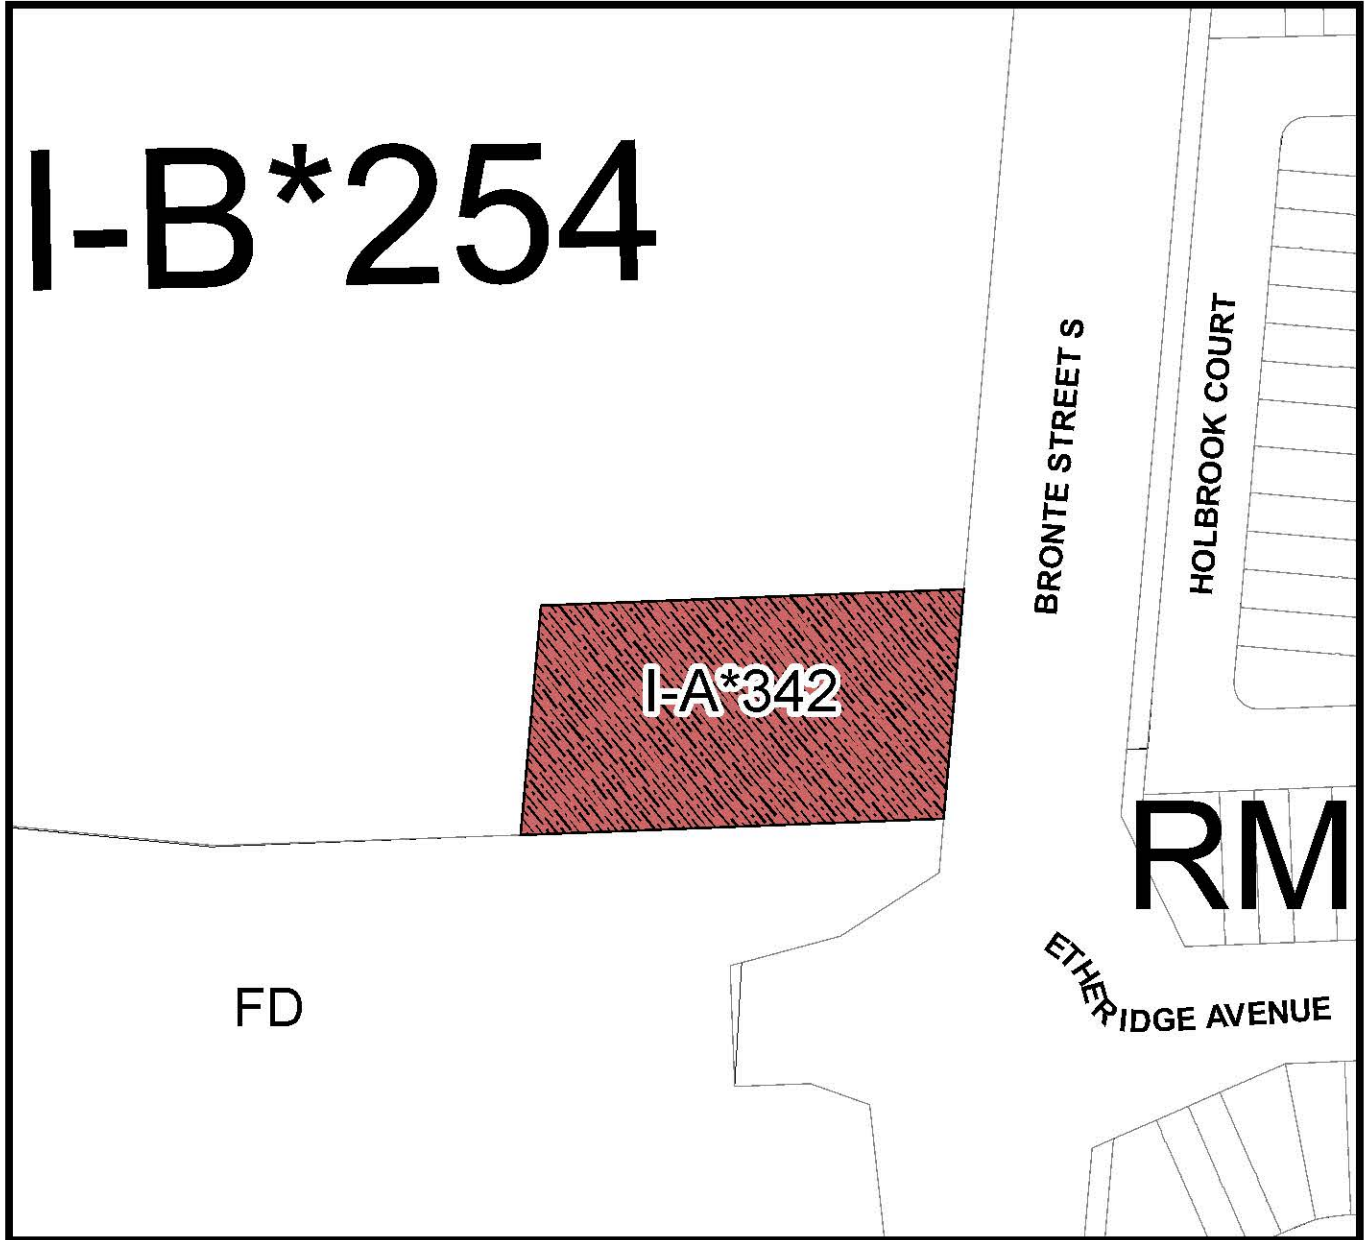 I-B*254
BRONTE STREET S
HOLBROOK COURT
I-A*342
RM
FD
ETHERIDGE AVENUE